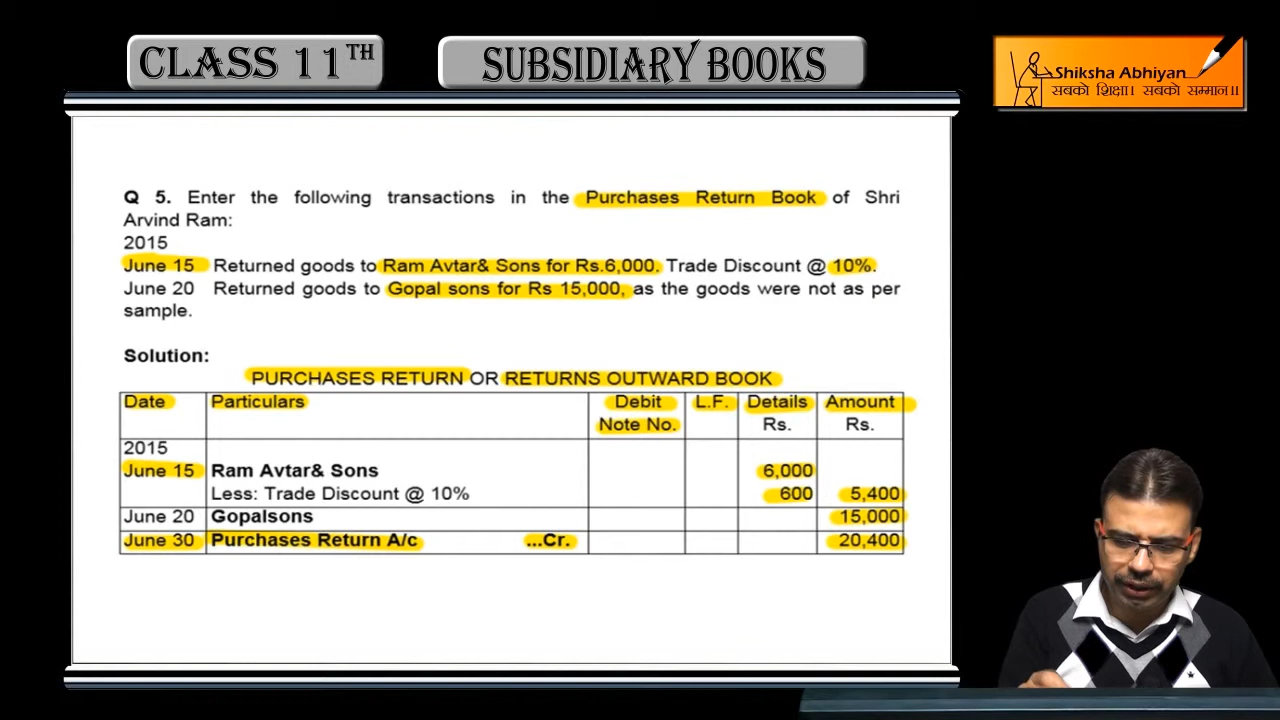 CLASS 11TH
SUBSIDIARY BOOKS
Shiksha Abhiyan
सबको शिक्षा। सबको सम्मान॥
Q 5. Enter the following transactions in the Purchases Return Book of Shri
Arvind Ram:
2015
June 15 Returned goods to Ram Avtar& Sons for Rs.6,000. Trade Discount @ 10%.
June 20 Returned goods to Gopal sons for Rs 15,000, as the goods were not as per
sample.
Solution:
PURCHASES RETURN OR RETURNS OUTWARD BOOK
Date Particulars Debit L.F. Details Amount
Note No. Rs. Rs.
2015
June 15 Ram Avtar& Sons 6,000
Less: Trade Discount @ 10% 600 5,400
June 20 Gopalsons 15,000
June 30 Purchases Return A/c ...Cr. 20,400